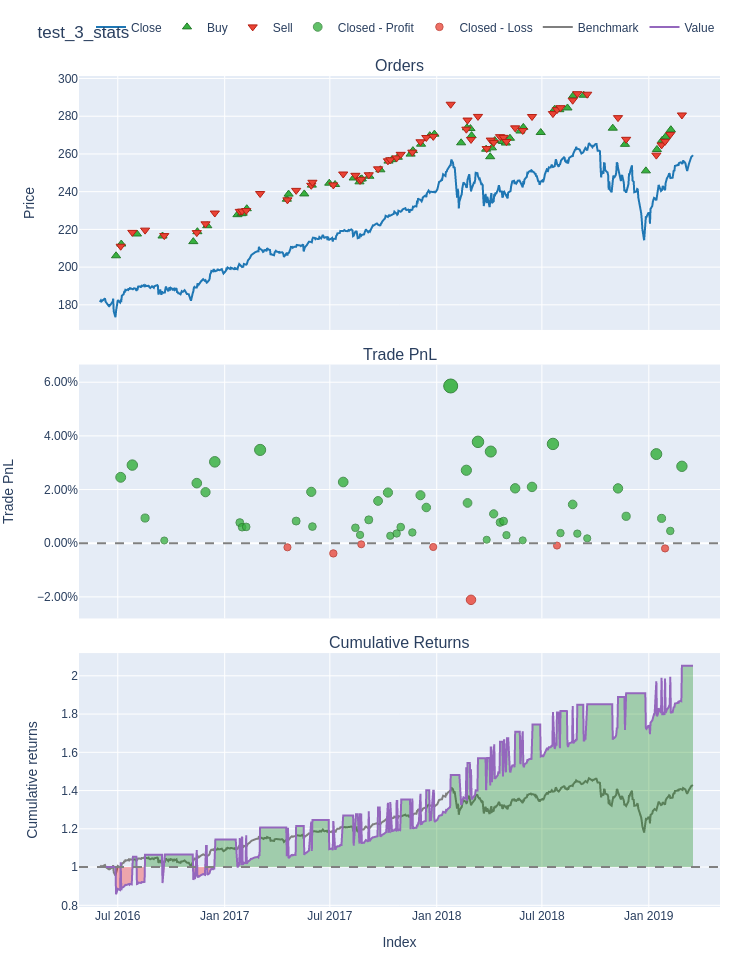 test_3_stats
Close Buy Sell Closed - Profit Closed - Loss Benchmark Value
Orders
300
280
260
240
220
200
180
Price
Trade PnL
6.00%
4.00%
2.00%
0.00%
−2.00%
Trade PnL
Cumulative Returns
2
1.8
1.6
1.4
1.2
1
0.8
Cumulative returns
Jul 2016 Jan 2017 Jul 2017 Jan 2018 Jul 2018 Jan 2019
Index